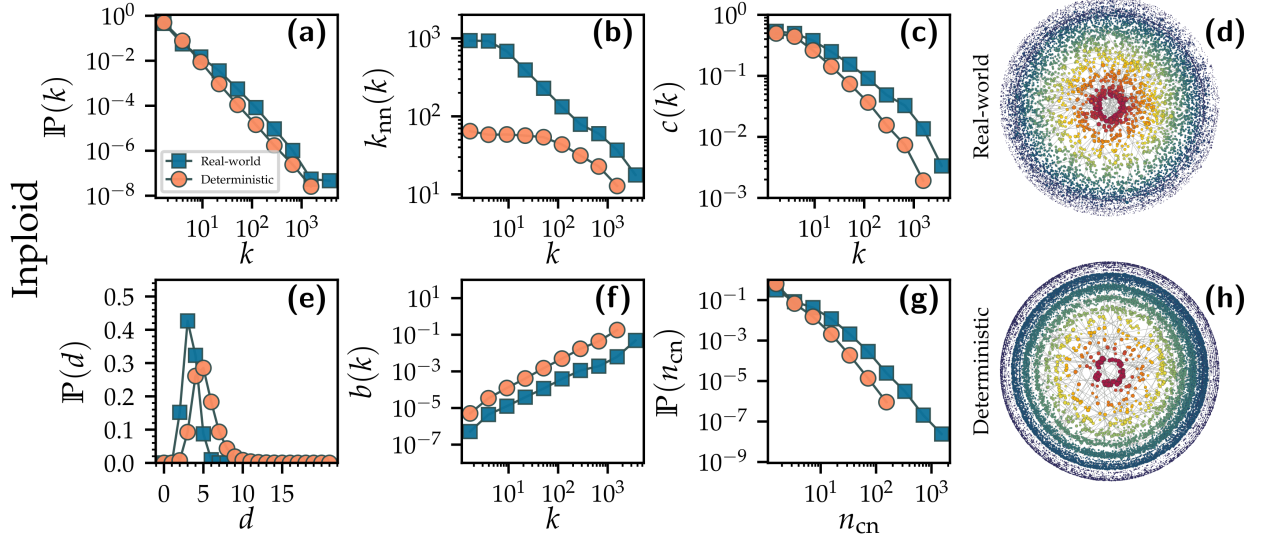 Inploid
(a)
ℙ(k)
10^0
10^−2
10^−4
10^−6
10^−8
Real-world
Deterministic
10^1 10^2 10^3
k
(b)
k_nn(k)
10^3
10^2
10^1
10^1 10^2 10^3
k
(c)
c(k)
10^0
10^−1
10^−2
10^−3
10^1 10^2 10^3
k
(d)
Real-world
(e)
ℙ(d)
0.5
0.4
0.3
0.2
0.1
0.0
0 5 10 15
d
(f)
b(k)
10^1
10^−1
10^−3
10^−5
10^−7
10^1 10^2 10^3
k
(g)
ℙ(n_cn)
10^−1
10^−3
10^−5
10^−7
10^−9
10^1 10^2 10^3
n_cn
(h)
Deterministic